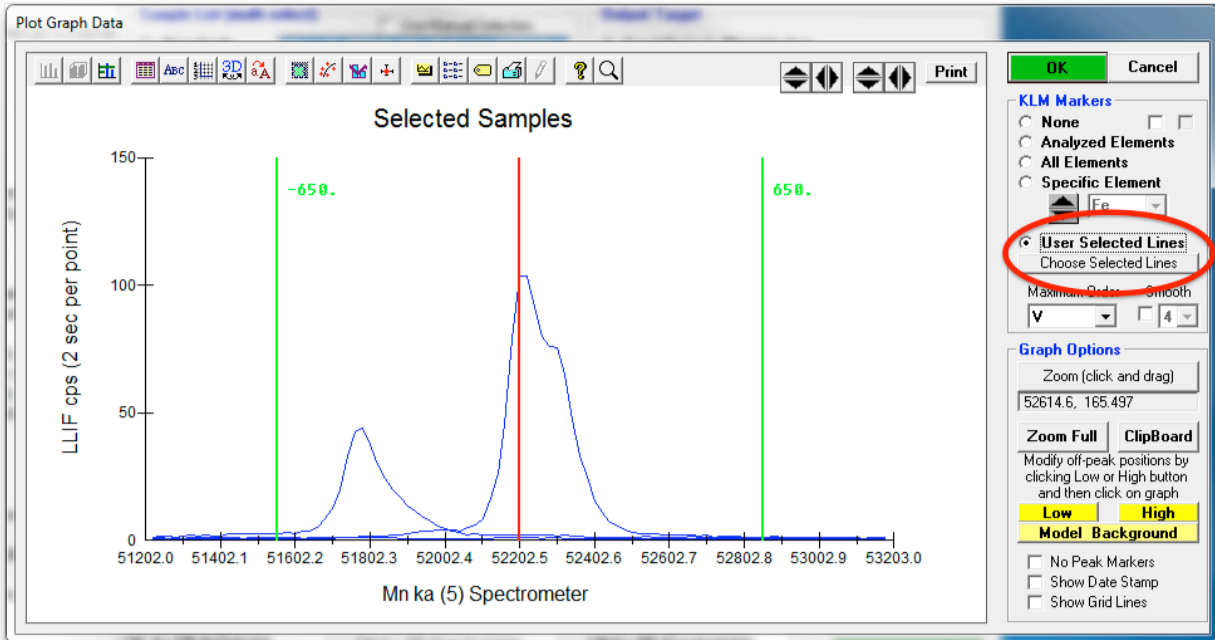 Plot Graph Data
ABC
3D
Print
OK
Cancel
Selected Samples
150
100
50
0
-650.
650.
LLIF cps (2 sec per point)
51202.0 51402.1 51602.2 51802.3 52002.4 52202.5 52402.6 52602.7 52802.8 53002.9 53203.0
Mn ka (5) Spectrometer
KLM Markers
None
Analyzed Elements
All Elements
Specific Element
Fe
User Selected Lines
Choose Selected Lines
Maximum Order Smooth
V
4
Graph Options
Zoom (click and drag)
52614.6, 165.497
Zoom Full
ClipBoard
Modify off-peak positions by
clicking Low or High button
and then click on graph
Low
High
Model Background
No Peak Markers
Show Date Stamp
Show Grid Lines